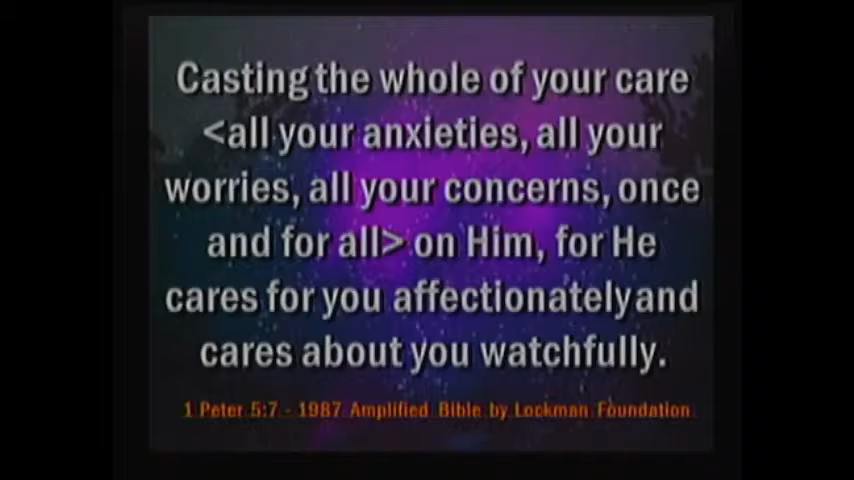 Casting the whole of your care
<all your anxieties, all your
worries, all your concerns, once
and for all> on Him, for He
cares for you affectionately and
cares about you watchfully.
1 Peter 5:7 - 1987 Amplified Bible by Lockman Foundation